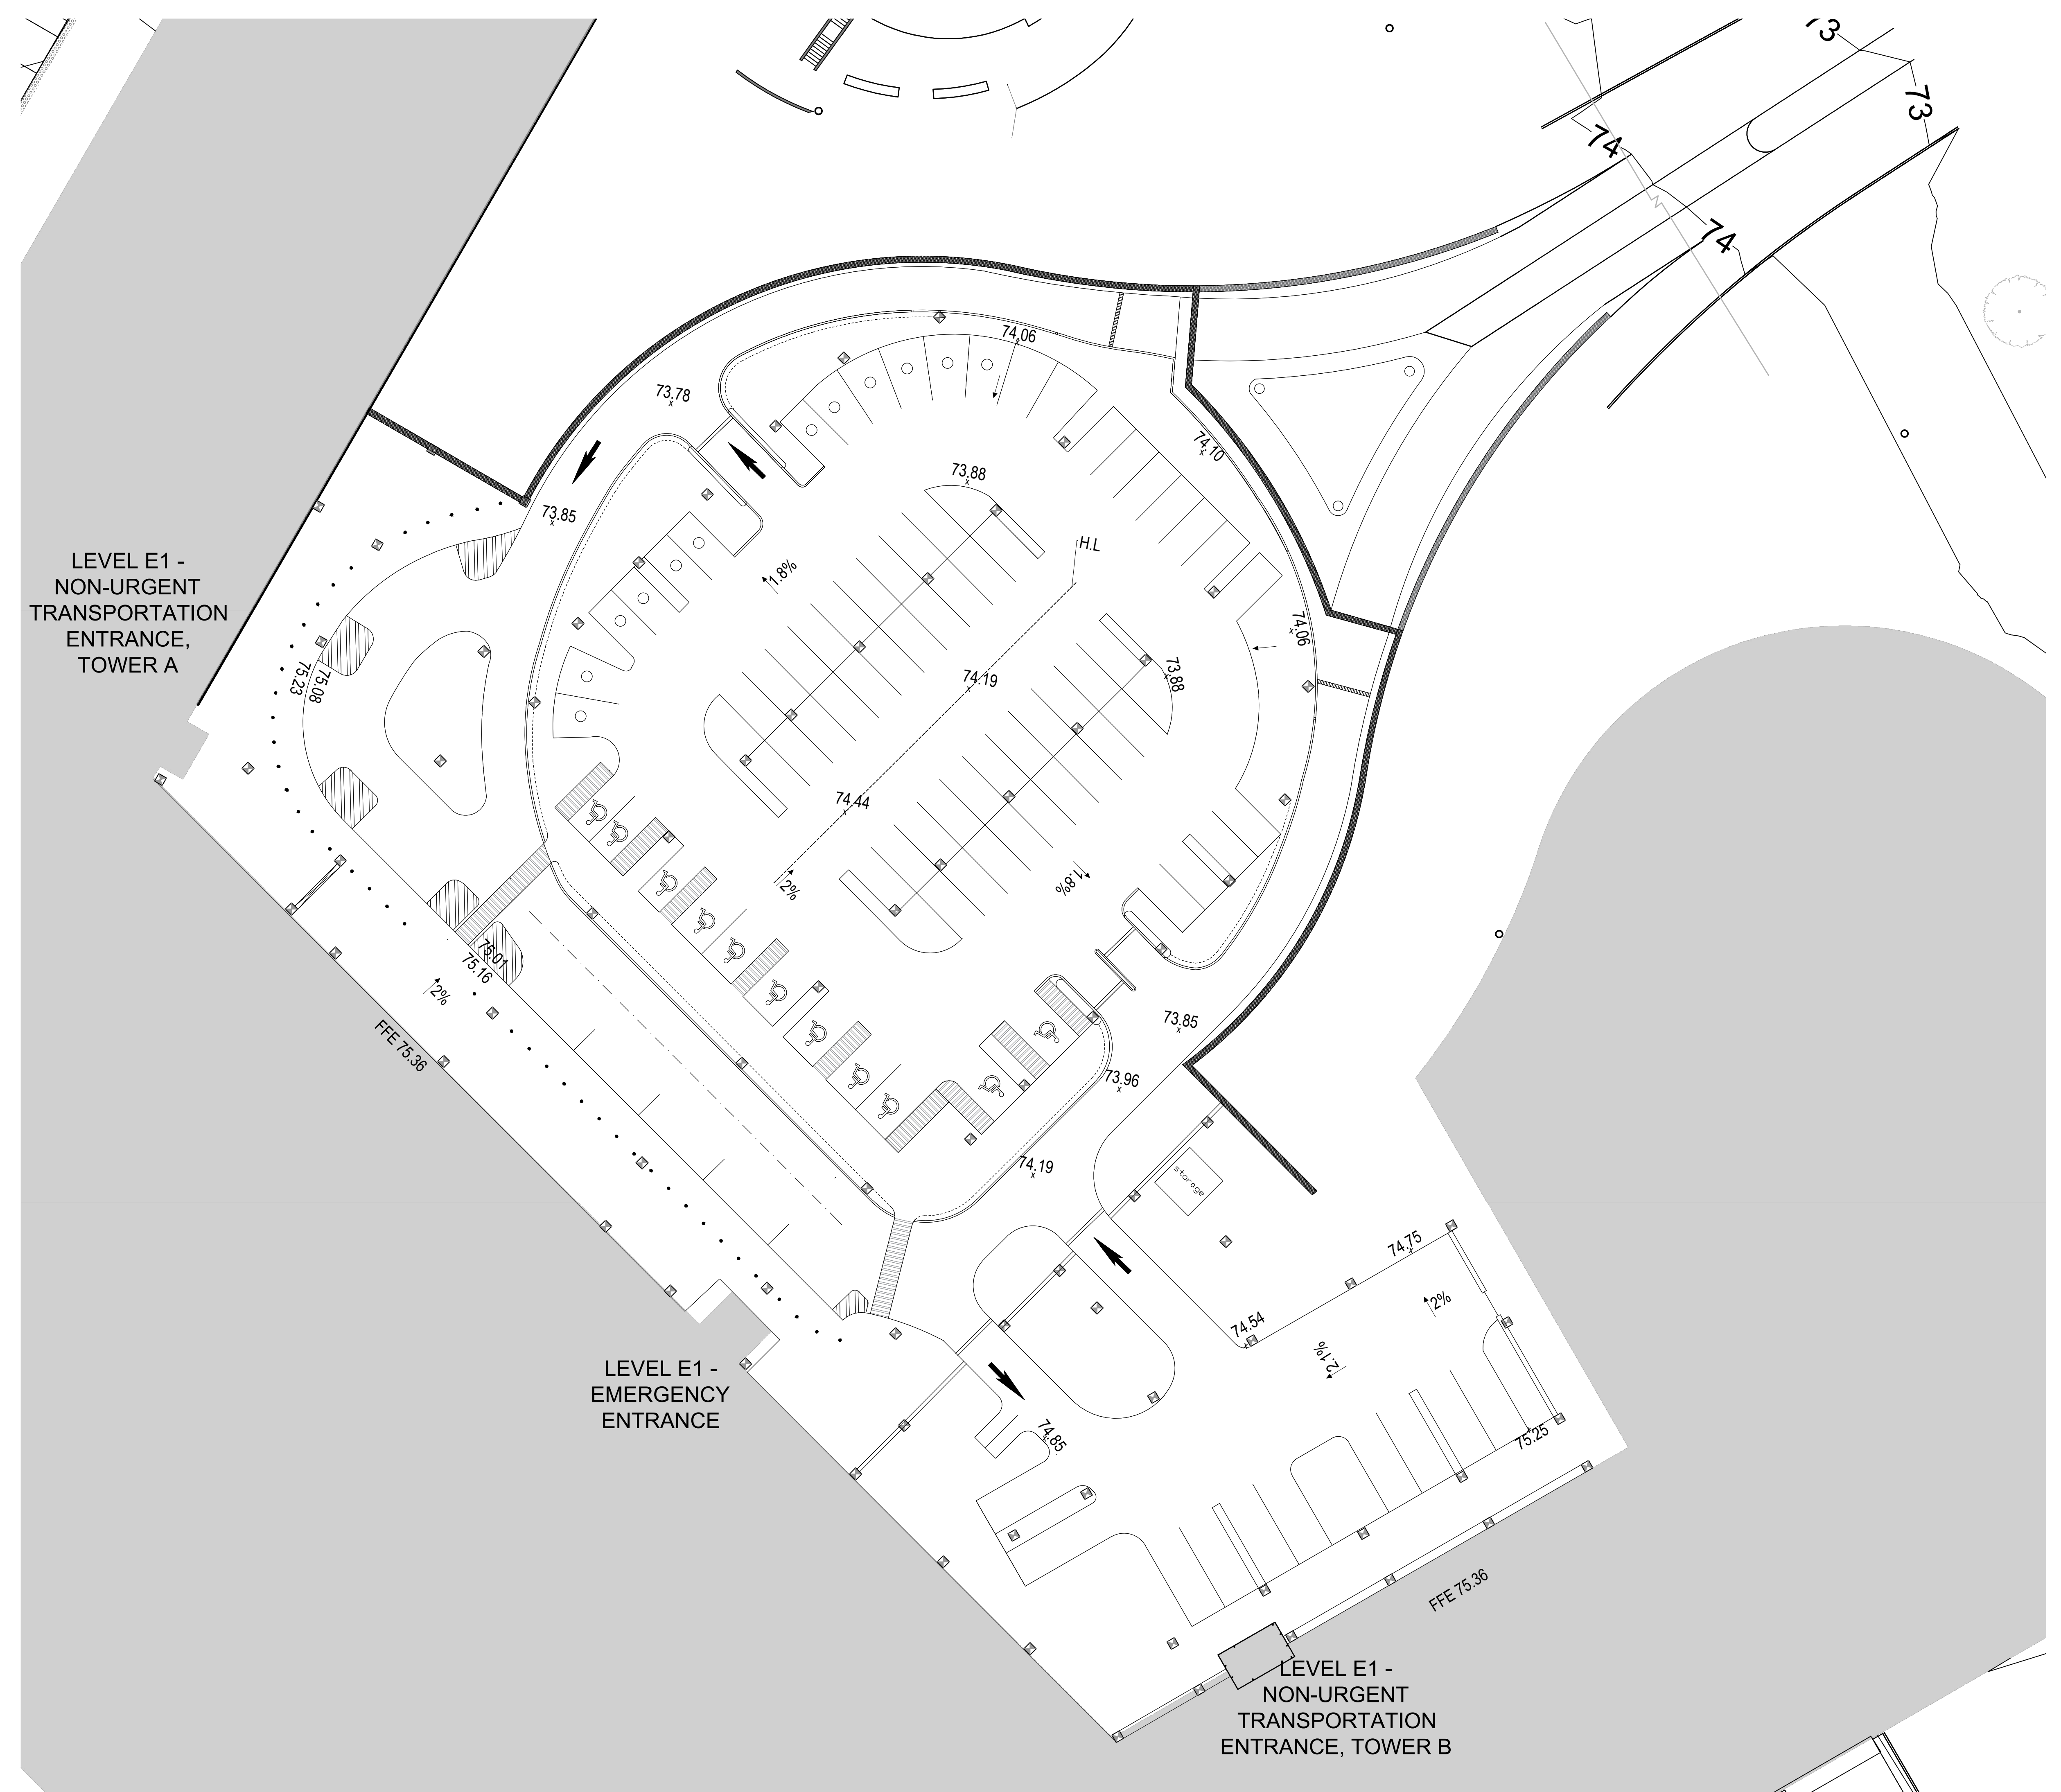 73
73
74
74
74.06
73.78
74.10
73.88
73.85
H.L
LEVEL E1 -
NON-URGENT
TRANSPORTATION
ENTRANCE,
TOWER A
1.8%
74.06
75.23
75.08
74.19
73.88
74.44
2%
1.8%
75.01
75.16
2%
FFE 75.36
73.85
73.96
74.19
storage
74.75
74.54
2%
2.1%
LEVEL E1 -
EMERGENCY
ENTRANCE
74.85
75.25
FFE 75.36
LEVEL E1 -
NON-URGENT
TRANSPORTATION
ENTRANCE, TOWER B